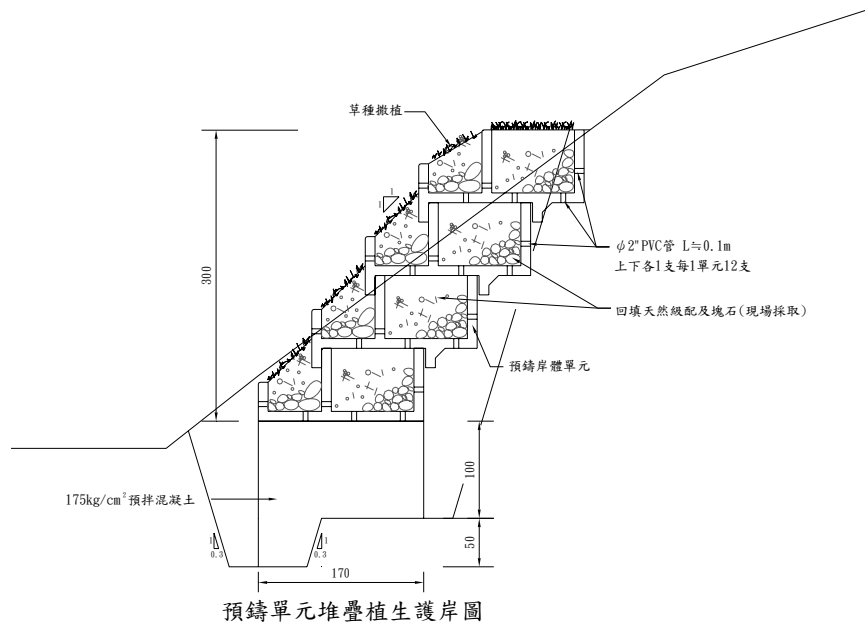 草種撒植
1
1
300
ψ2"PVC管 L≒0.1m
上下各1支每1單元12支
回填天然級配及塊石(現場採取)
預鑄岸體單元
100
175kg/cm²預拌混凝土
50
1
0.3
1
0.3
170
預鑄單元堆疊植生護岸圖